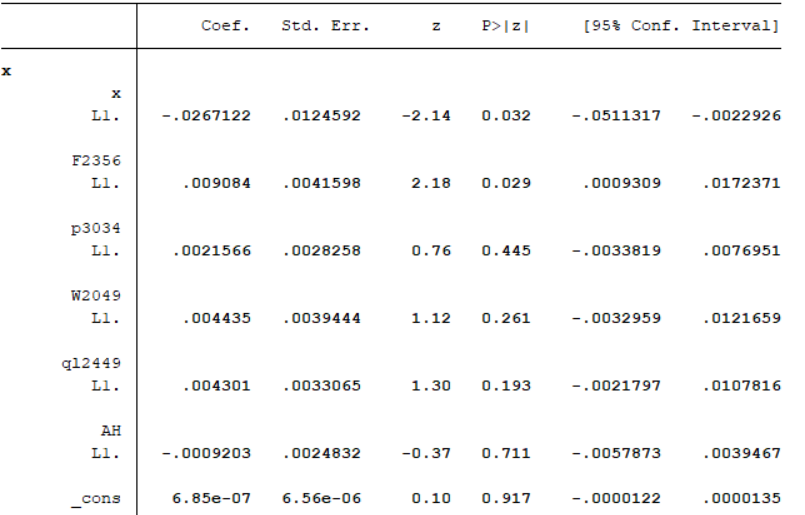 Coef. Std. Err. z P>|z| [95% Conf. Interval]
x
x
L1. -.0267122 .0124592 -2.14 0.032 -.0511317 -.0022926
F2356
L1. .009084 .0041598 2.18 0.029 .0009309 .0172371
p3034
L1. .0021566 .0028258 0.76 0.445 -.0033819 .0076951
W2049
L1. .004435 .0039444 1.12 0.261 -.0032959 .0121659
ql2449
L1. .004301 .0033065 1.30 0.193 -.0021797 .0107816
AH
L1. -.0009203 .0024832 -0.37 0.711 -.0057873 .0039467
_cons 6.85e-07 6.56e-06 0.10 0.917 -.0000122 .0000135